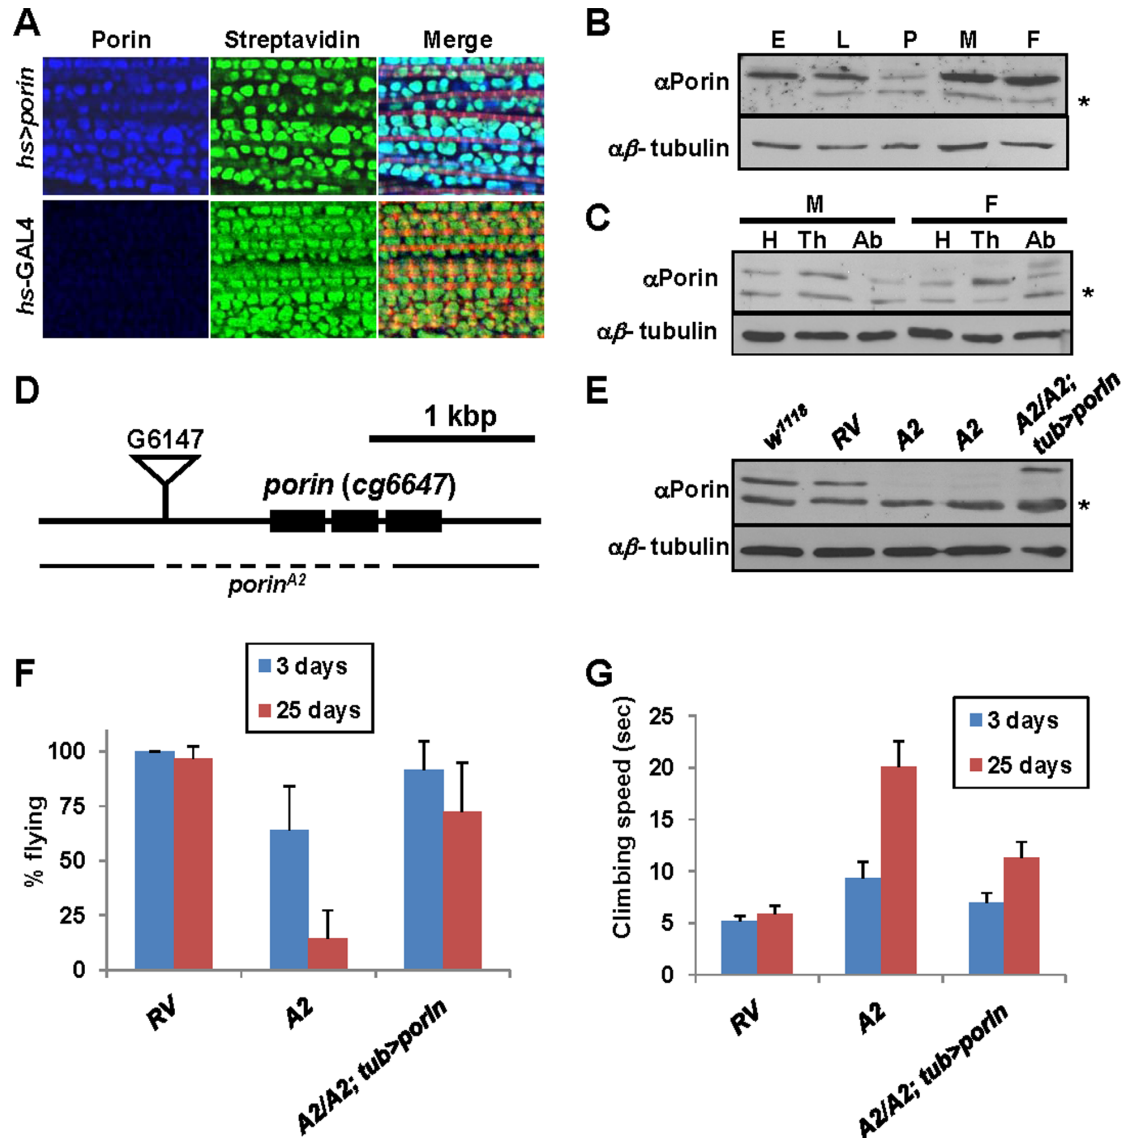 A
Porin Streptavidin Merge
hs>porin
hs-GAL4
B
E L P M F
αPorin
*
αβ- tubulin
C
M F
H Th Ab H Th Ab
αPorin
*
αβ- tubulin
D
1 kbp
G6147
porin (cg6647)
porinA2
E
w1118 RV A2 A2 A2/A2; tub>porin
αPorin
*
αβ- tubulin
F
3 days
25 days
% flying
100
75
50
25
0
RV A2 A2/A2; tub>porin
G
3 days
25 days
Climbing speed (sec)
25
20
15
10
5
0
RV A2 A2/A2; tub>porin